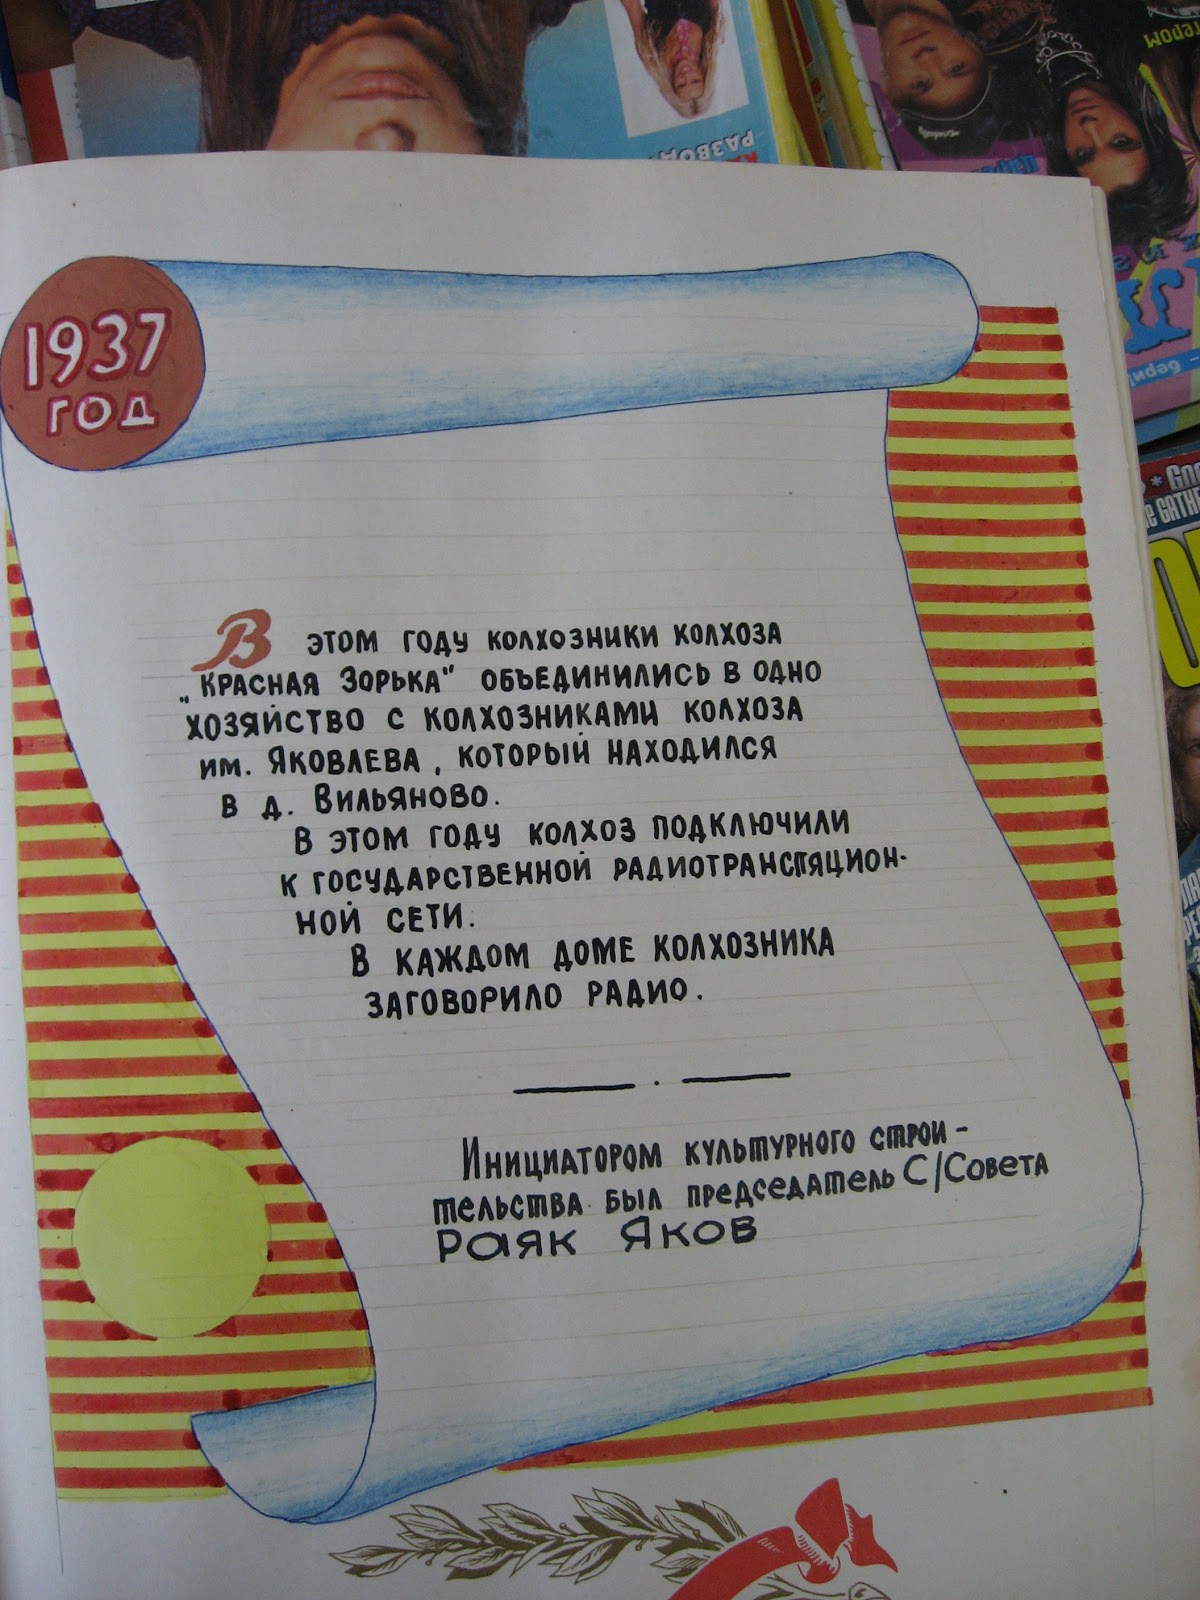 РАЗВОД
1937
ГОД
В ЭТОМ ГОДУ КОЛХОЗНИКИ КОЛХОЗА
„КРАСНАЯ ЗОРЬКА" ОБЪЕДИНИЛИСЬ В ОДНО
ХОЗЯЙСТВО С КОЛХОЗНИКАМИ КОЛХОЗА
ИМ. ЯКОВЛЕВА, КОТОРЫЙ НАХОДИЛСЯ
В Д. ВИЛЬЯНОВО.
В ЭТОМ ГОДУ КОЛХОЗ ПОДКЛЮЧИЛИ
К ГОСУДАРСТВЕННОЙ РАДИОТРАНСЛЯЦИОН-
НОЙ СЕТИ.
В КАЖДОМ ДОМЕ КОЛХОЗНИКА
ЗАГОВОРИЛО РАДИО.
ИНИЦИАТОРОМ КУЛЬТУРНОГО СТРОИ-
ТЕЛЬСТВА БЫЛ ПРЕДСЕДАТЕЛЬ С/СОВЕТА
РАЯК ЯКОВ